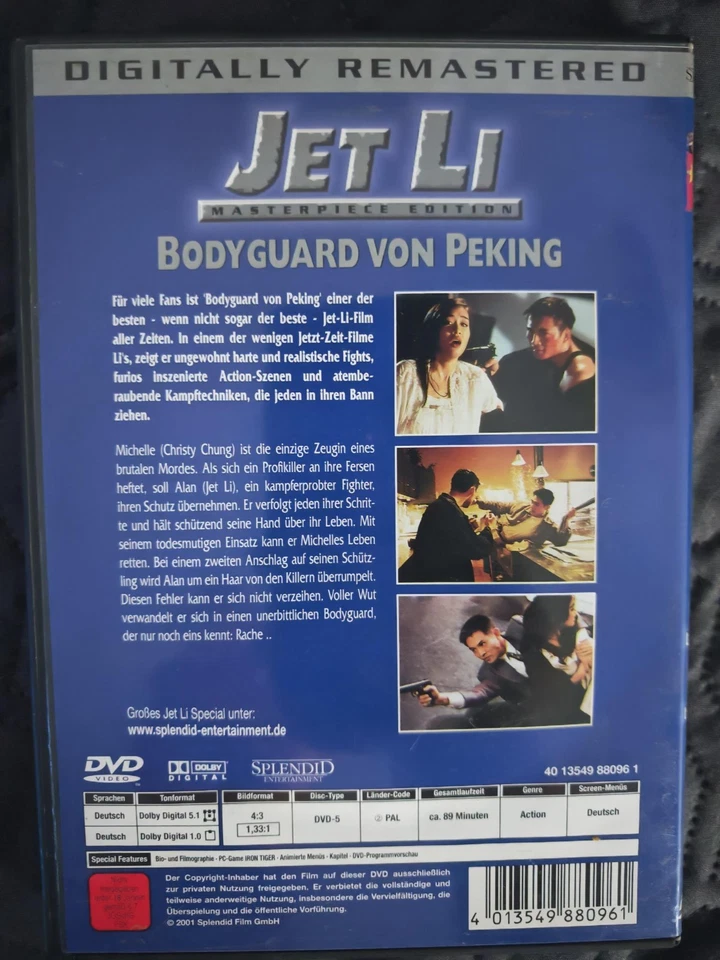 DIGITALLY REMASTERED
JET LI
MASTERPIECE EDITION
BODYGUARD VON PEKING
Für viele Fans ist 'Bodyguard von Peking' einer der
besten - wenn nicht sogar der beste - Jet-Li-Film
aller Zeiten. In einem der wenigen Jetzt-Zeit-Filme
Li's, zeigt er ungewohnt harte und realistische Fights,
furios inszenierte Action-Szenen und atembe-
raubende Kampftechniken, die jeden in ihren Bann
ziehen.
Michelle (Christy Chung) ist die einzige Zeugin eines
brutalen Mordes. Als sich ein Profikiller an ihre Fersen
heftet, soll Alan (Jet Li), ein kampferprobter Fighter,
ihren Schutz übernehmen. Er verfolgt jeden ihrer Schrit-
te und hält schützend seine Hand über ihr Leben. Mit
seinem todesmutigen Einsatz kann er Michelles Leben
retten. Bei einem zweiten Anschlag auf seinen Schütz-
ling wird Alan um ein Haar von den Killern überrumpelt.
Diesen Fehler kann er sich nicht verzeihen. Voller Wut
verwandelt er sich in einen unerbittlichen Bodyguard,
der nur noch eins kennt: Rache ..
Großes Jet Li Special unter:
www.splendid-entertainment.de
DVD VIDEO
DOLBY DIGITAL
SPLENDID ENTERTAINMENT
40 13549 88096 1
Sprachen Tonformat Bildformat Disc-Type Länder-Code Gesamtlaufzeit Genre Screen-Menüs
Deutsch Dolby Digital 5.1 4:3 DVD-5 2 PAL ca. 89 Minuten Action Deutsch
Deutsch Dolby Digital 1.0 1,33:1
Special Features Bio- und Filmographie · PC-Game IRON TIGER · Animierte Menüs · Kapitel · DVD-Programmvorschau
Der Copyright-Inhaber hat den Film auf dieser DVD ausschließlich
zur privaten Nutzung freigegeben. Er verbietet die vollständige und
teilweise anderweitige Nutzung, insbesondere die Vervielfältigung, die
Überspielung und die öffentliche Vorführung.
© 2001 Splendid Film GmbH
4 013549 880961